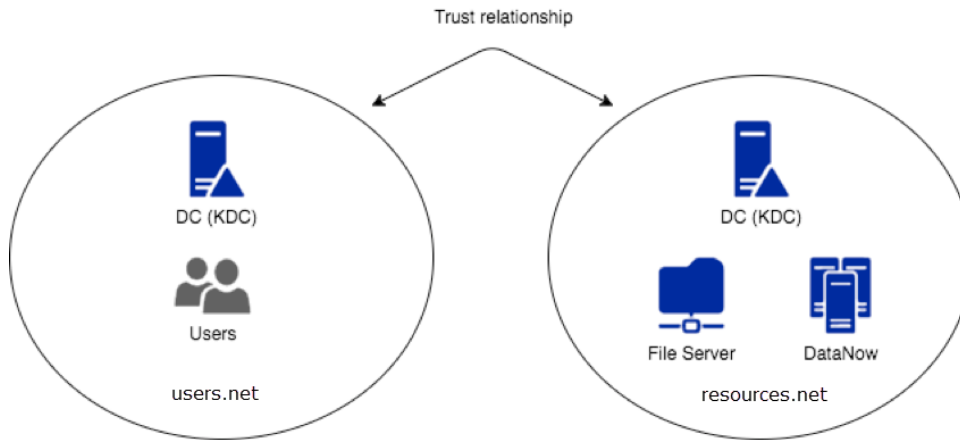 Trust relationship
DC (KDC)
Users
users.net
DC (KDC)
File Server
DataNow
resources.net